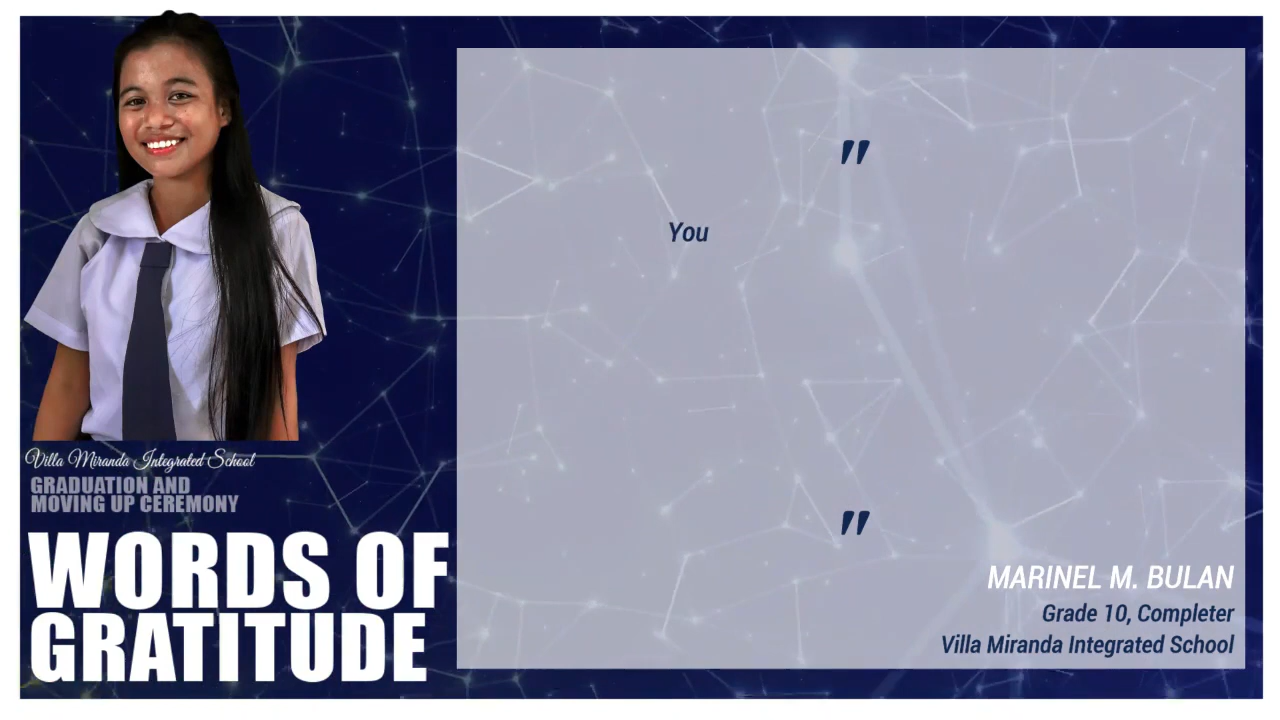 "
You
"
MARINEL M. BULAN
Grade 10, Completer
Villa Miranda Integrated School
Villa Miranda Integrated School
GRADUATION AND
MOVING UP CEREMONY
WORDS OF
GRATITUDE